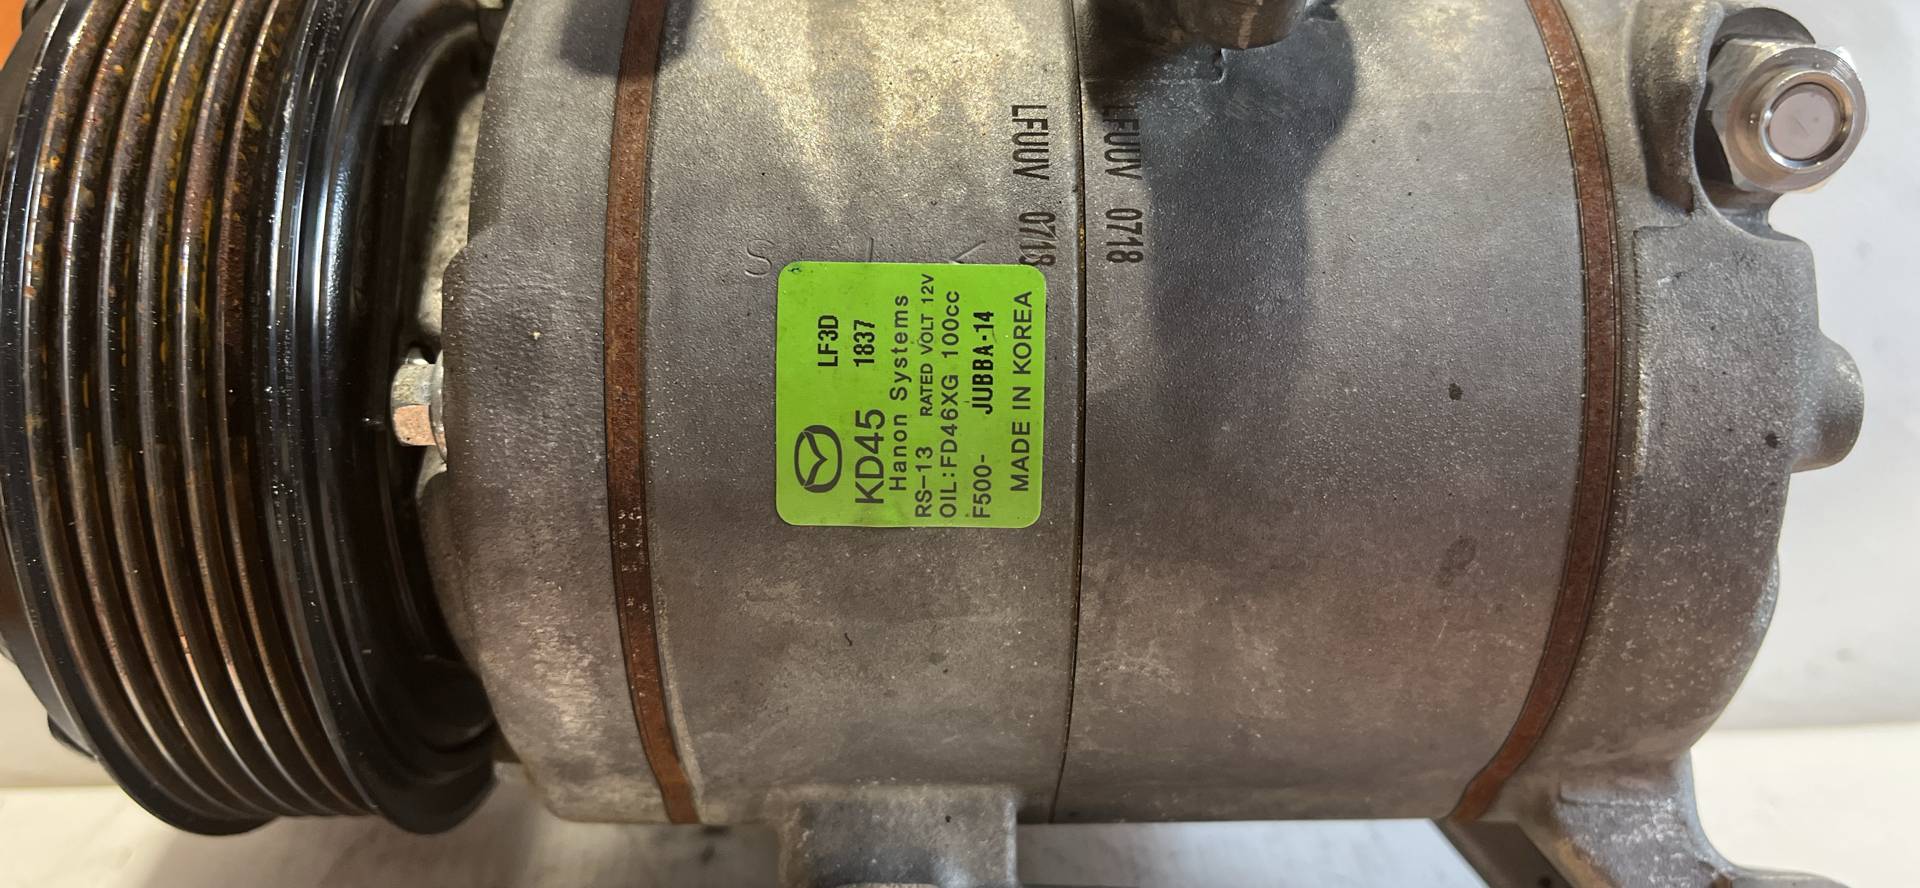 LFUUV 0718
LFUUV 0718
S L K
LF3D
KD45 1837
Hanon Systems
RS-13 RATED VOLT 12V
OIL:FD46XG 100cc
F500- JUBBA-14
MADE IN KOREA